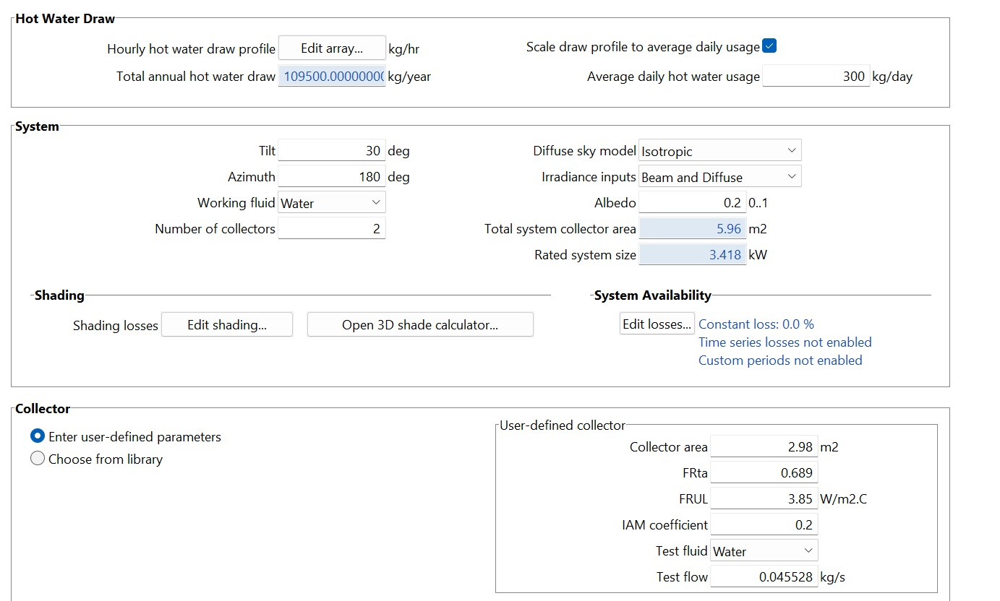 Hot Water Draw
Hourly hot water draw profile Edit array... kg/hr Scale draw profile to average daily usage
Total annual hot water draw 109500.00000000( kg/year Average daily hot water usage 300 kg/day
System
Tilt 30 deg Diffuse sky model Isotropic
Azimuth 180 deg Irradiance inputs Beam and Diffuse
Working fluid Water Albedo 0.2 0..1
Number of collectors 2 Total system collector area 5.96 m2
Rated system size 3.418 kW
Shading System Availability
Shading losses Edit shading... Open 3D shade calculator... Edit losses... Constant loss: 0.0 %
Time series losses not enabled
Custom periods not enabled
Collector
Enter user-defined parameters
Choose from library
User-defined collector
Collector area 2.98 m2
FRta 0.689
FRUL 3.85 W/m2.C
IAM coefficient 0.2
Test fluid Water
Test flow 0.045528 kg/s